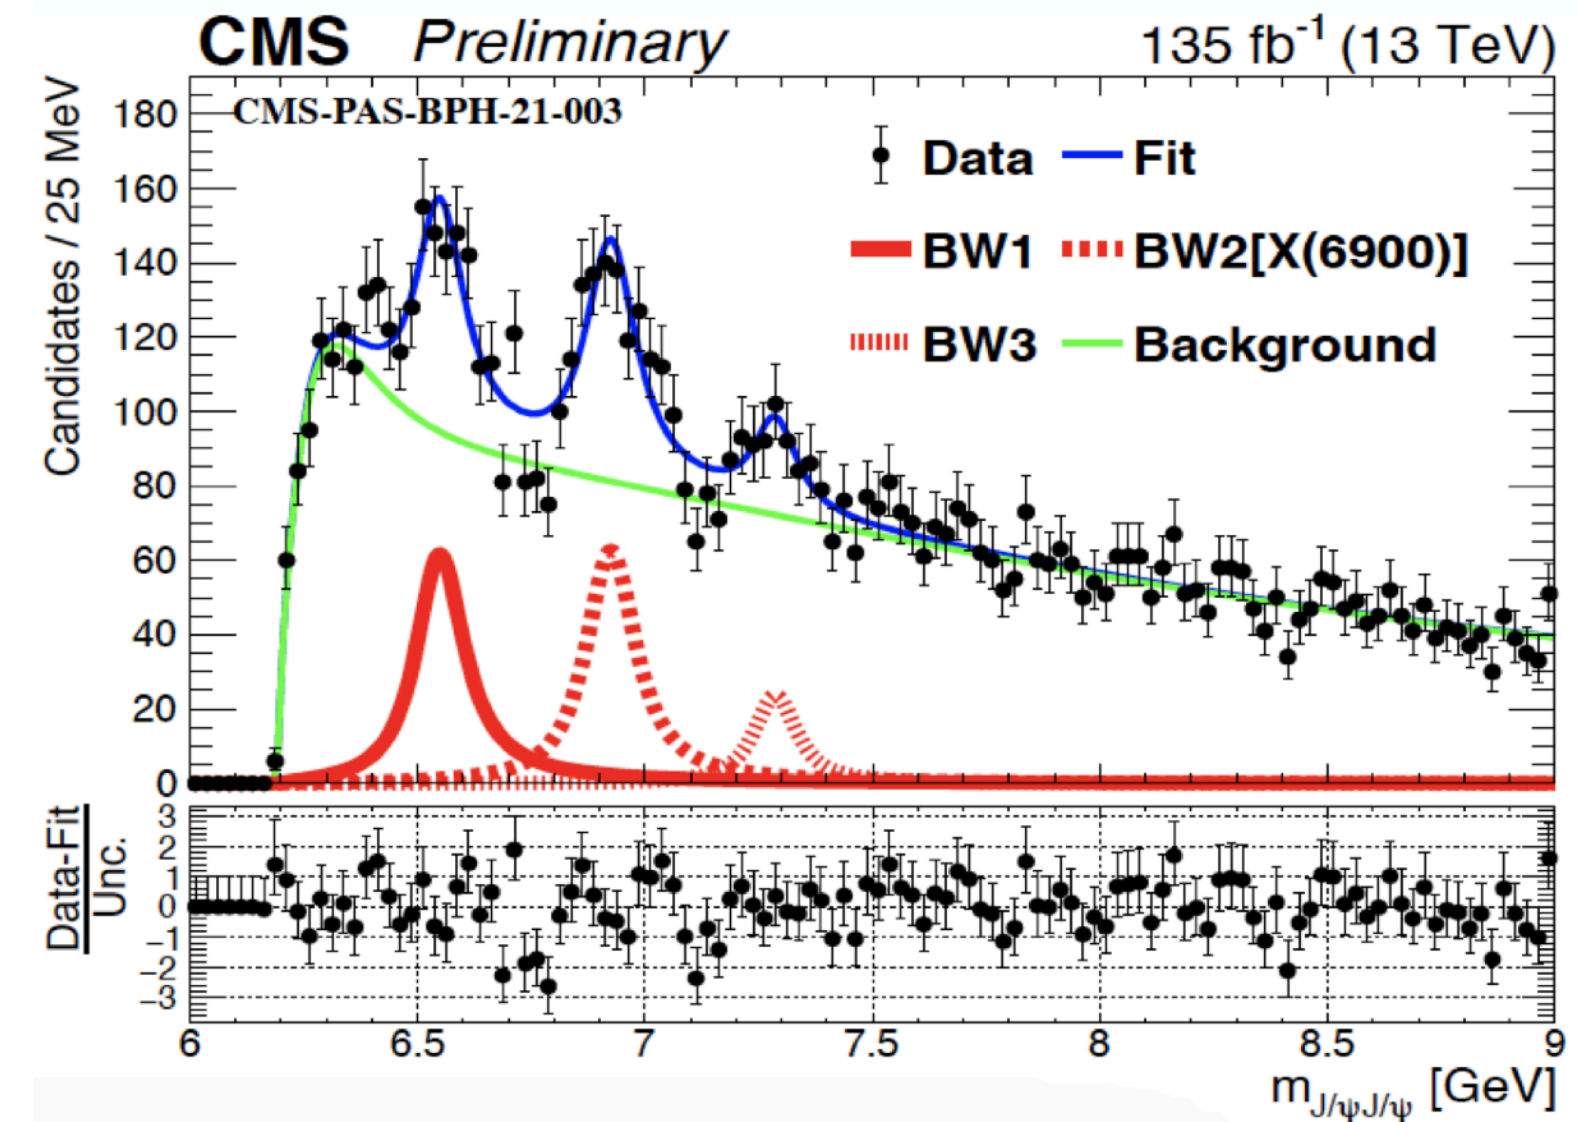 CMS Preliminary 135 fb⁻¹ (13 TeV)
CMS-PAS-BPH-21-003
Candidates / 25 MeV
180
160
140
120
100
80
60
40
20
0
Data Fit
BW1 BW2[X(6900)]
BW3 Background
Data-Fit
Unc.
3
2
1
0
−1
−2
−3
6 6.5 7 7.5 8 8.5 9
m_J/ψJ/ψ [GeV]